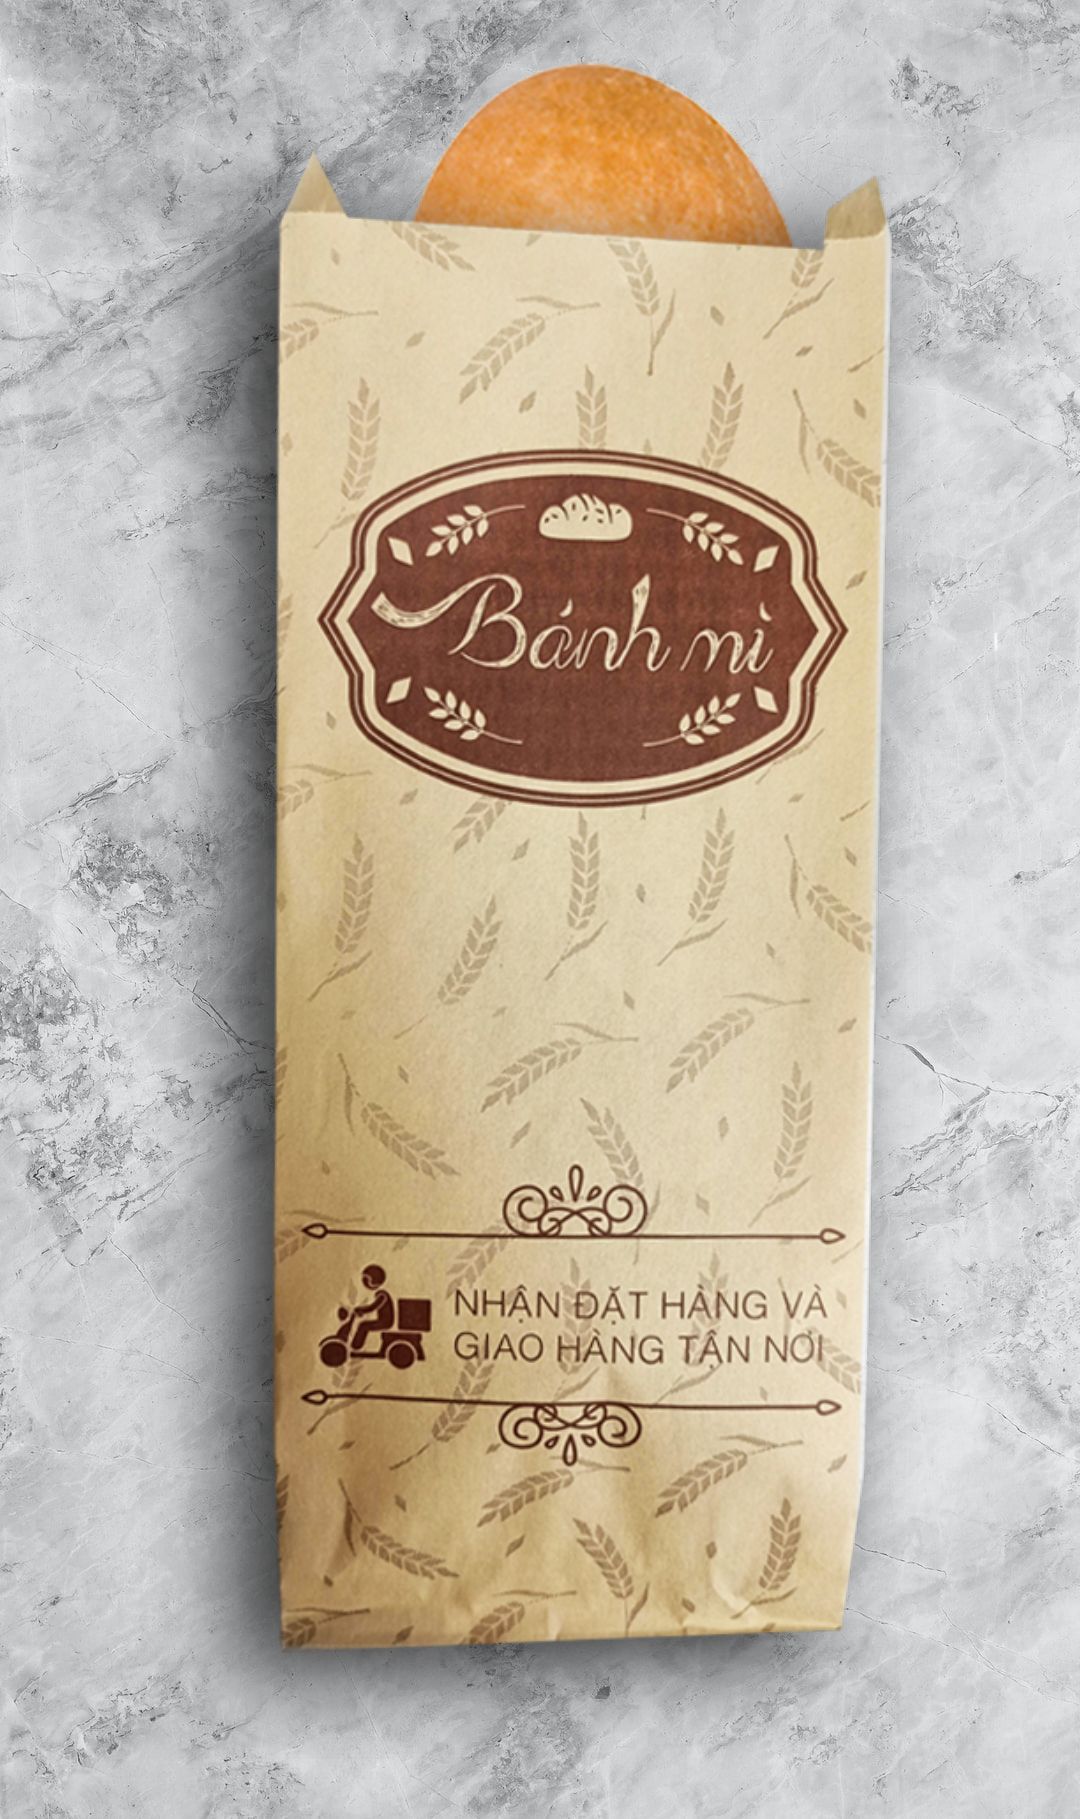 Bánh mì
NHẬN ĐẶT HÀNG VÀ
GIAO HÀNG TẬN NƠI